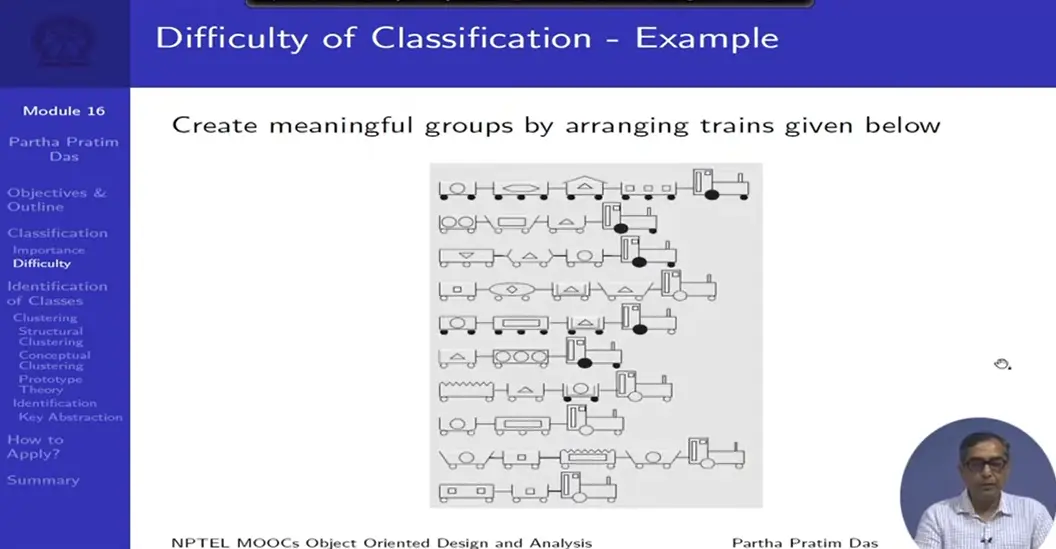 Difficulty of Classification - Example
Module 16
Partha Pratim
Das
Objectives &
Outline
Classification
Importance
Difficulty
Identification
of Classes
Clustering
Structural
Clustering
Conceptual
Clustering
Prototype
Theory
Identification
Key Abstraction
How to
Apply?
Summary
Create meaningful groups by arranging trains given below
NPTEL MOOCs Object Oriented Design and Analysis
Partha Pratim Das